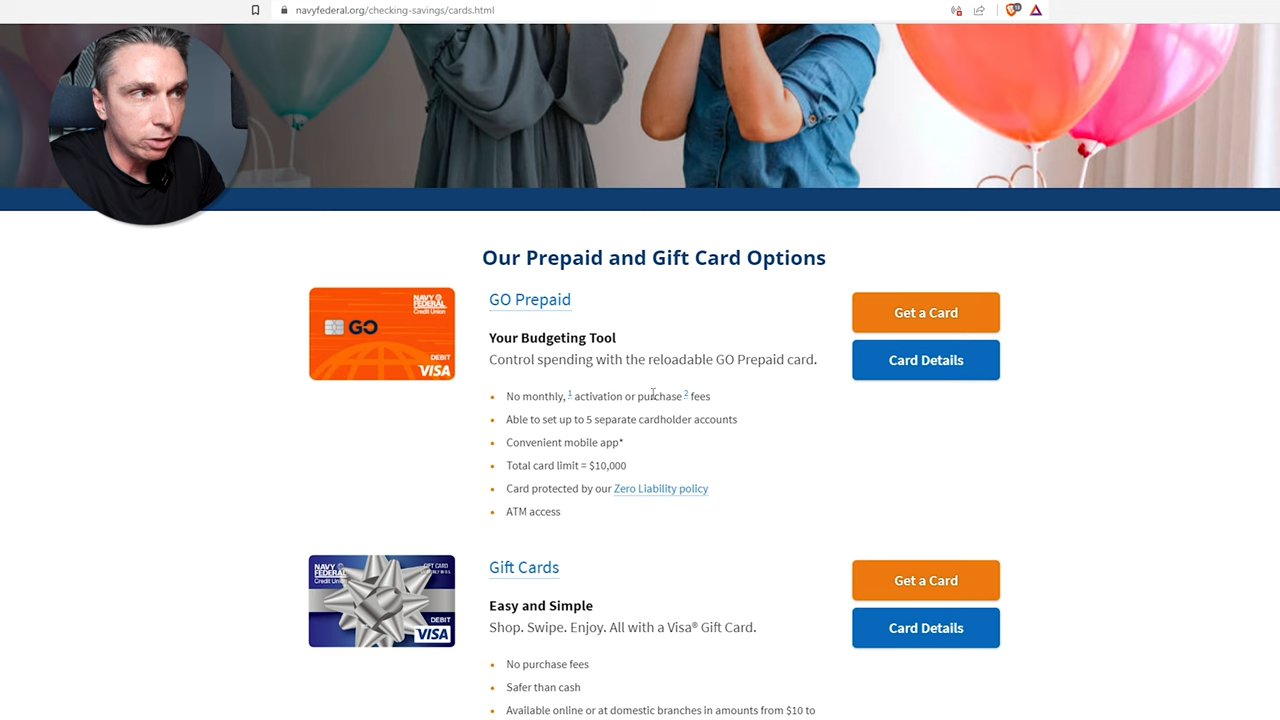 navyfederal.org/checking-savings/cards.html
Our Prepaid and Gift Card Options
NAVY
FEDERAL
Credit Union
GO
DEBIT
VISA
GO Prepaid
Your Budgeting Tool
Control spending with the reloadable GO Prepaid card.
No monthly, 1 activation or purchase 2 fees
Able to set up to 5 separate cardholder accounts
Convenient mobile app*
Total card limit = $10,000
Card protected by our Zero Liability policy
ATM access
Get a Card
Card Details
NAVY
FEDERAL
Credit Union
GIFT CARD
DEBIT
VISA
Gift Cards
Easy and Simple
Shop. Swipe. Enjoy. All with a Visa® Gift Card.
No purchase fees
Safer than cash
Available online or at domestic branches in amounts from $10 to
Get a Card
Card Details